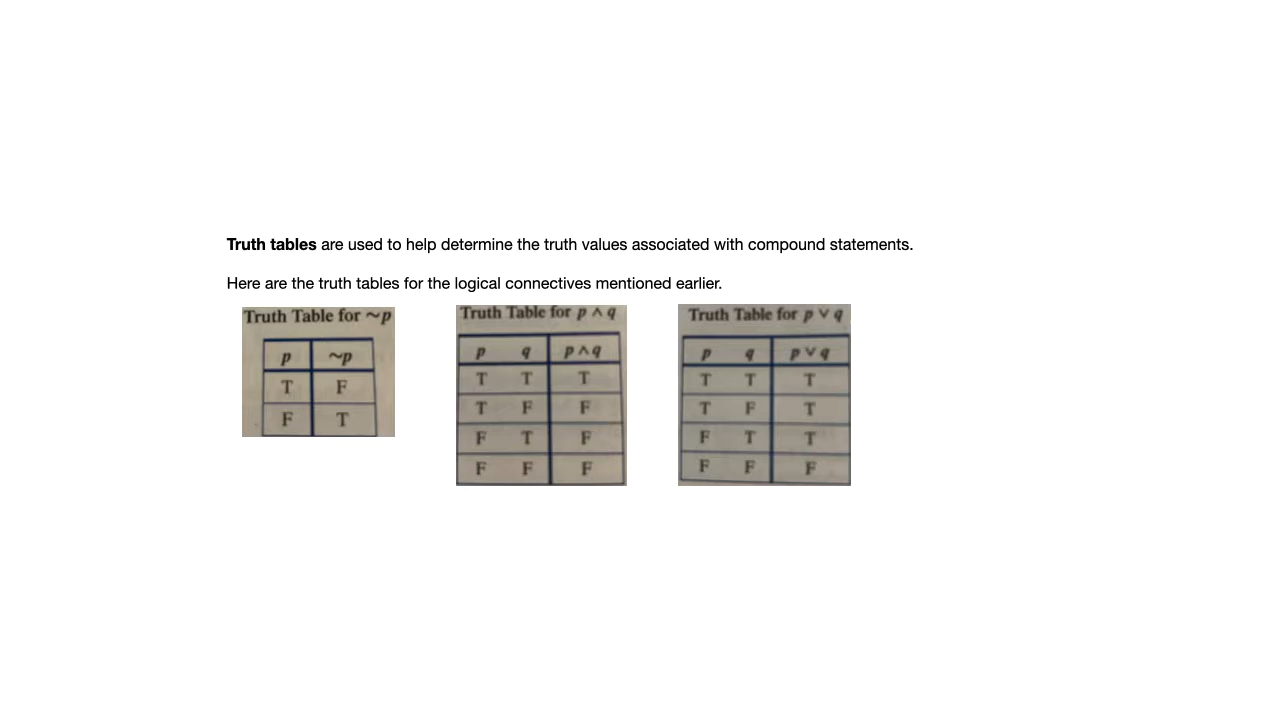 Truth tables are used to help determine the truth values associated with compound statements.
Here are the truth tables for the logical connectives mentioned earlier.
Truth Table for ~p
p ~p
T F
F T
Truth Table for p ∧ q
p q p ∧ q
T T T
T F F
F T F
F F F
Truth Table for p ∨ q
p q p ∨ q
T T T
T F T
F T T
F F F